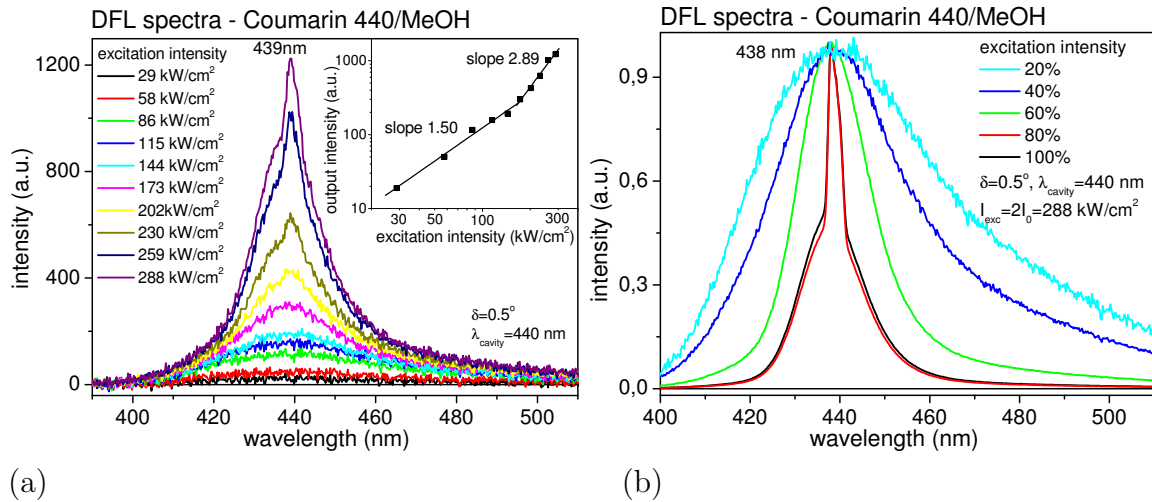 DFL spectra - Coumarin 440/MeOH
excitation intensity
29 kW/cm²
58 kW/cm²
86 kW/cm²
115 kW/cm²
144 kW/cm²
173 kW/cm²
202kW/cm²
230 kW/cm²
259 kW/cm²
288 kW/cm²
439nm
slope 2.89
slope 1.50
output intensity (a.u.)
1000
100
10
30
60
100
300
excitation intensity (kW/cm²)
δ=0.5°
λcavity=440 nm
intensity (a.u.)
1200
800
400
0
400
420
440
460
480
500
wavelength (nm)
(a)
DFL spectra - Coumarin 440/MeOH
438 nm
excitation intensity
20%
40%
60%
80%
100%
δ=0.5°, λcavity=440 nm
Iexc=2I0=288 kW/cm²
intensity (a.u.)
0,9
0,6
0,3
0,0
400
420
440
460
480
500
wavelength (nm)
(b)